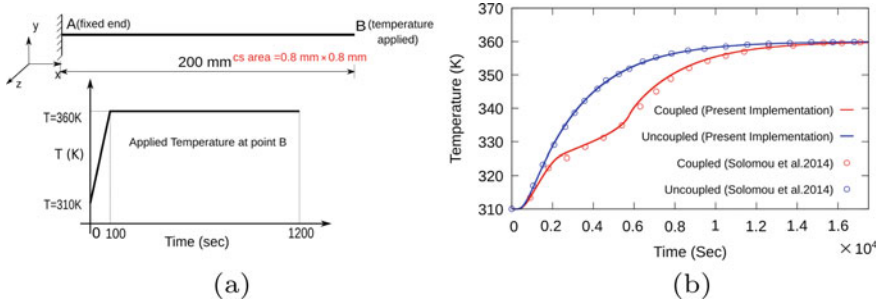 A(fixed end)
B(temperature
applied)
y
x
z
200 mm cs area =0.8 mm×0.8 mm
T=360K
T (K)
T=310K
Applied Temperature at point B
0 100 1200
Time (sec)
(a)
Temperature (K)
370
360
350
340
330
320
310
Coupled (Present Implementation)
Uncoupled (Present Implementation)
Coupled (Solomou et al.2014)
Uncoupled (Solomou et al.2014)
0 0.2 0.4 0.6 0.8 1.0 1.2 1.4 1.6
Time (Sec)
× 10⁴
(b)